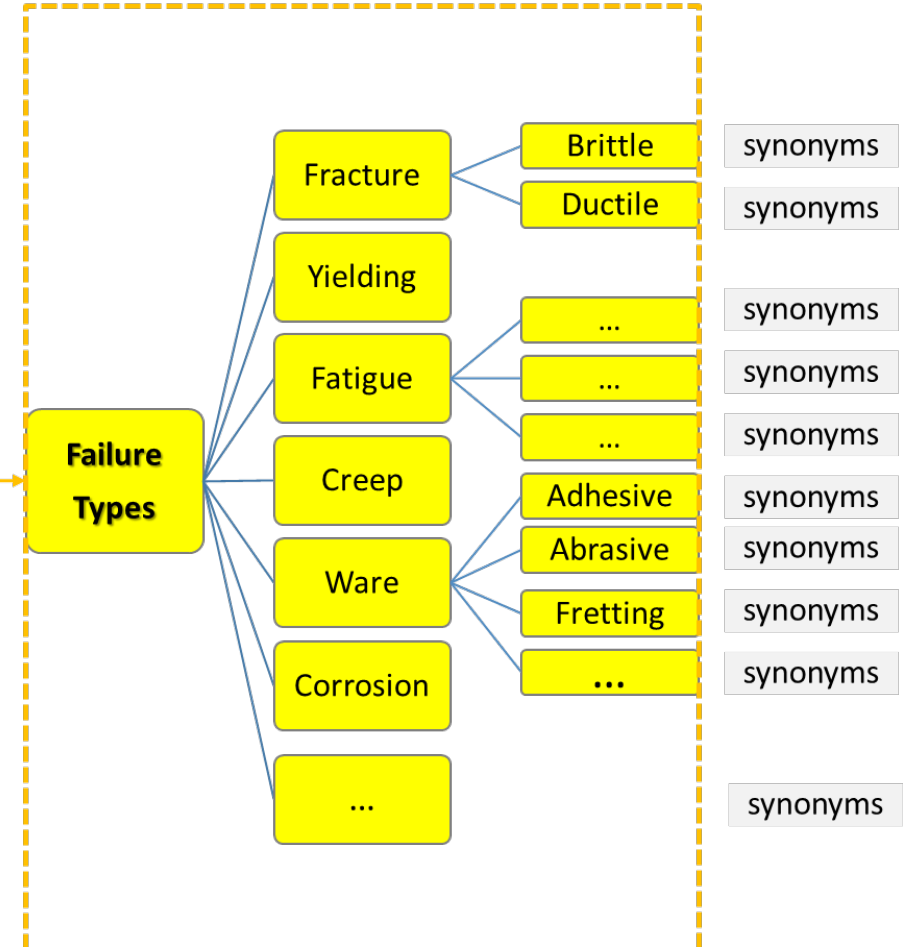 Failure
Types
Fracture
Yielding
Fatigue
Creep
Ware
Corrosion
...
Brittle
Ductile
...
...
...
Adhesive
Abrasive
Fretting
...
synonyms
synonyms
synonyms
synonyms
synonyms
synonyms
synonyms
synonyms
synonyms
synonyms